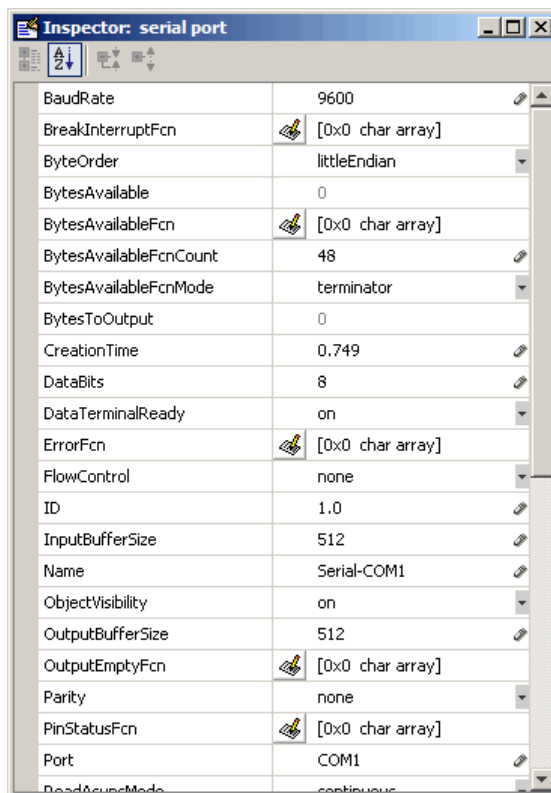 Inspector: serial port
BaudRate 9600
BreakInterruptFcn [0x0 char array]
ByteOrder littleEndian
BytesAvailable 0
BytesAvailableFcn [0x0 char array]
BytesAvailableFcnCount 48
BytesAvailableFcnMode terminator
BytesToOutput 0
CreationTime 0.749
DataBits 8
DataTerminalReady on
ErrorFcn [0x0 char array]
FlowControl none
ID 1.0
InputBufferSize 512
Name Serial-COM1
ObjectVisibility on
OutputBufferSize 512
OutputEmptyFcn [0x0 char array]
Parity none
PinStatusFcn [0x0 char array]
Port COM1
ReadAsyncMode continuous